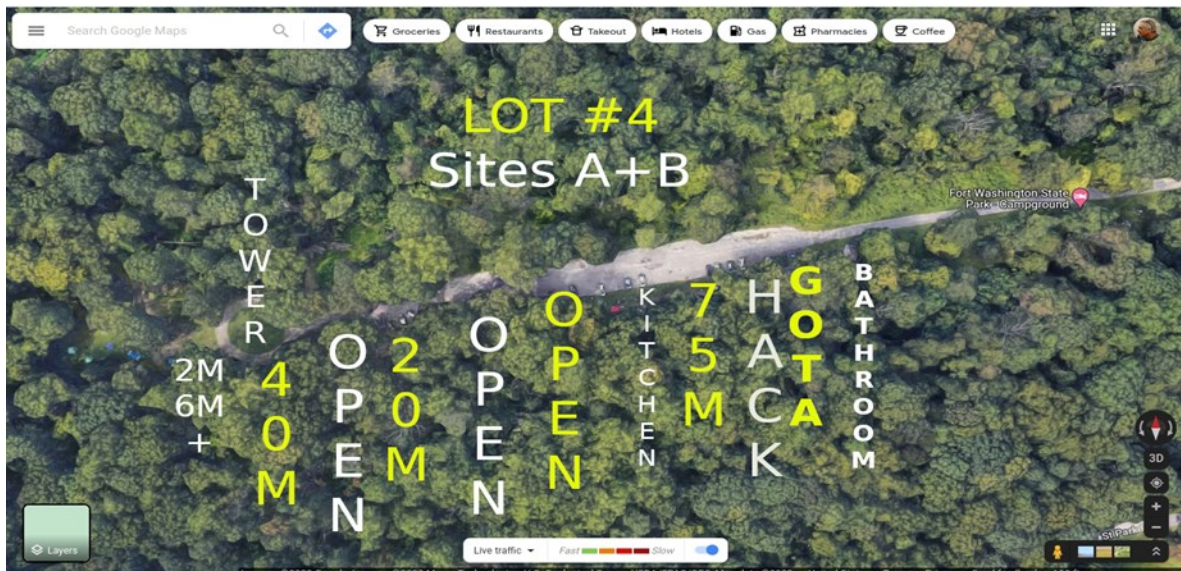 Search Google Maps
Groceries
Restaurants
Takeout
Hotels
Gas
Pharmacies
Coffee
LOT #4
Sites A+B
Fort Washington State
Park - Campground
TOWER
2M
6M
+
40M
OPEN
20M
OPEN
OPEN
KITCHEN
75M
HACK
GOTA
BATHROOM
3D
+
−
Layers
Live traffic
Fast
Slow